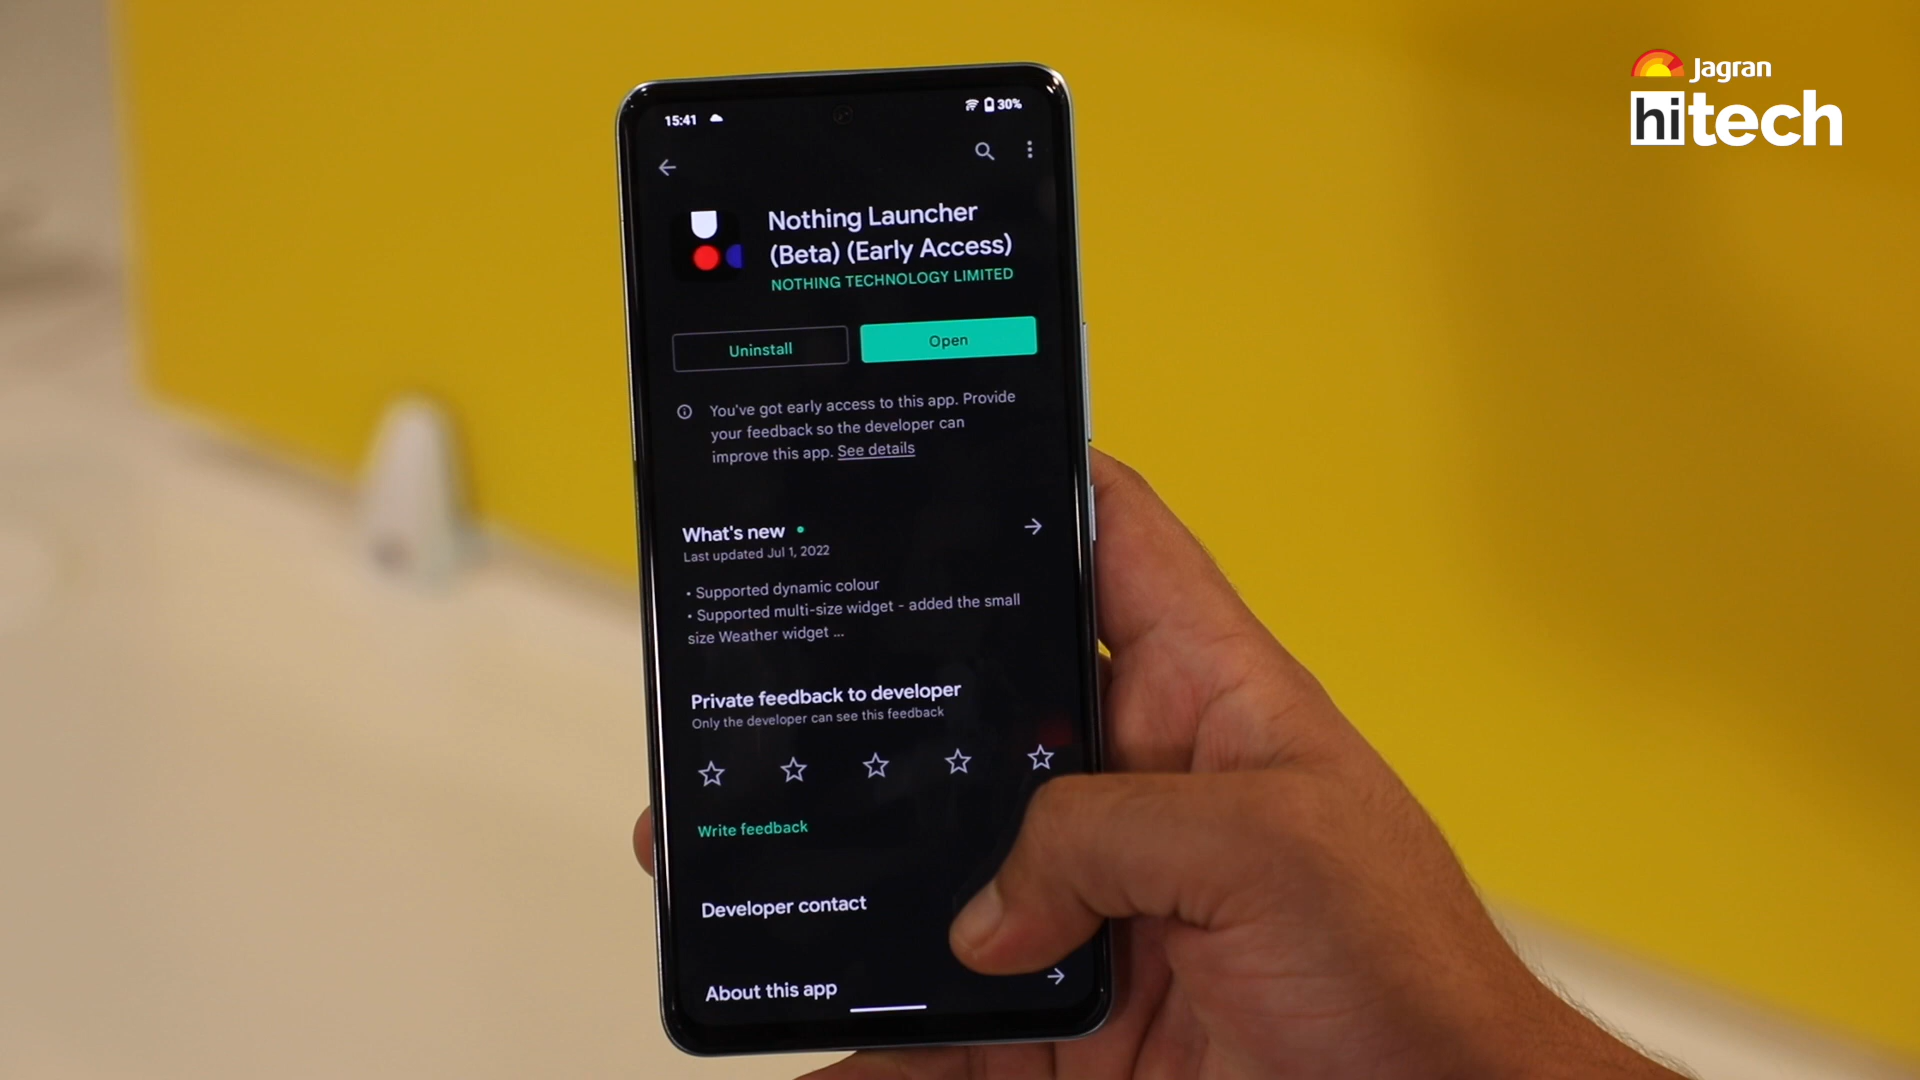 Jagran
hitech
15:41
30%
Nothing Launcher
(Beta) (Early Access)
NOTHING TECHNOLOGY LIMITED
Uninstall
Open
You've got early access to this app. Provide
your feedback so the developer can
improve this app. See details
What's new
Last updated Jul 1, 2022
• Supported dynamic colour
• Supported multi-size widget - added the small
size Weather widget ...
Private feedback to developer
Only the developer can see this feedback
Write feedback
Developer contact
About this app